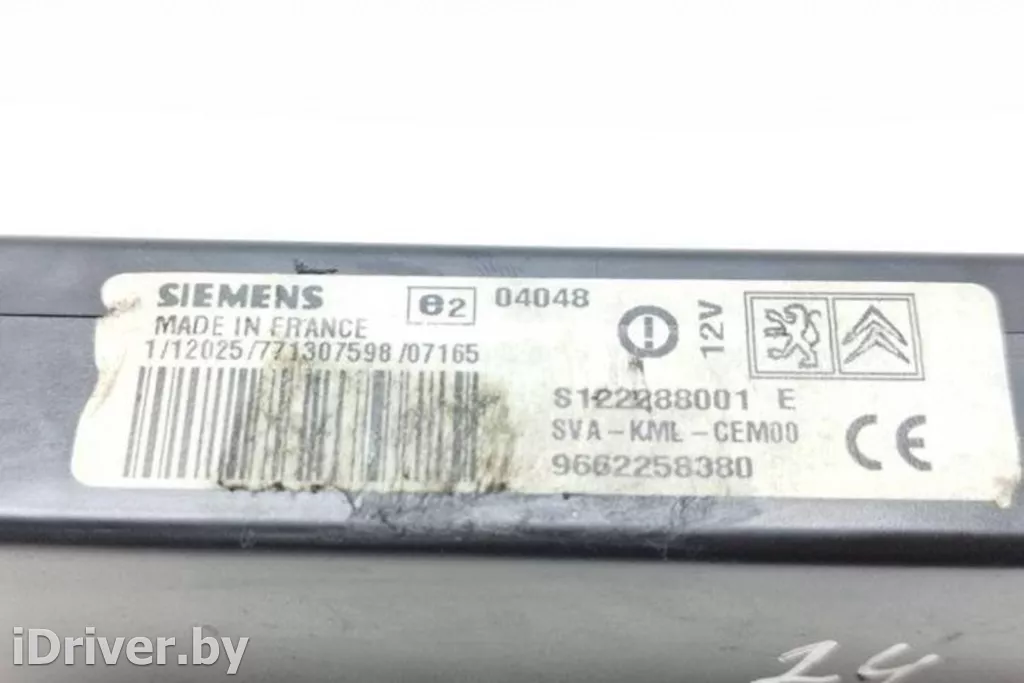 SIEMENS
MADE IN FRANCE
1/12025/771307598/07165
e2 04048
12V
S122288001 E
SVA-KML-CEM00
9662258380
CE
24
iDriver.by